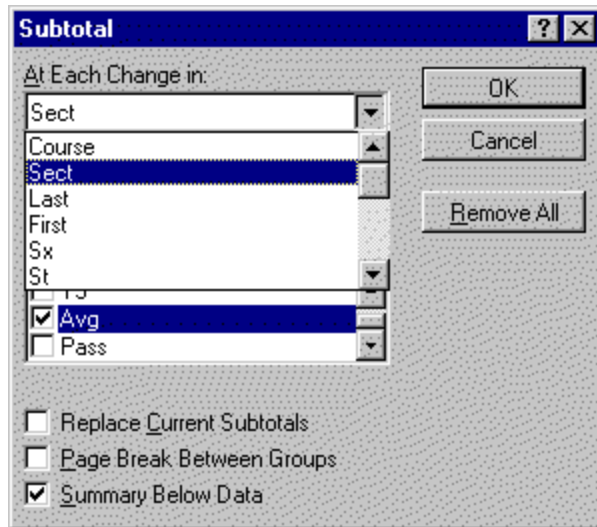 Subtotal
At Each Change in:
Sect
OK
Course
Cancel
Sect
Last
First
Remove All
Sx
St
Avg
Pass
Replace Current Subtotals
Page Break Between Groups
Summary Below Data